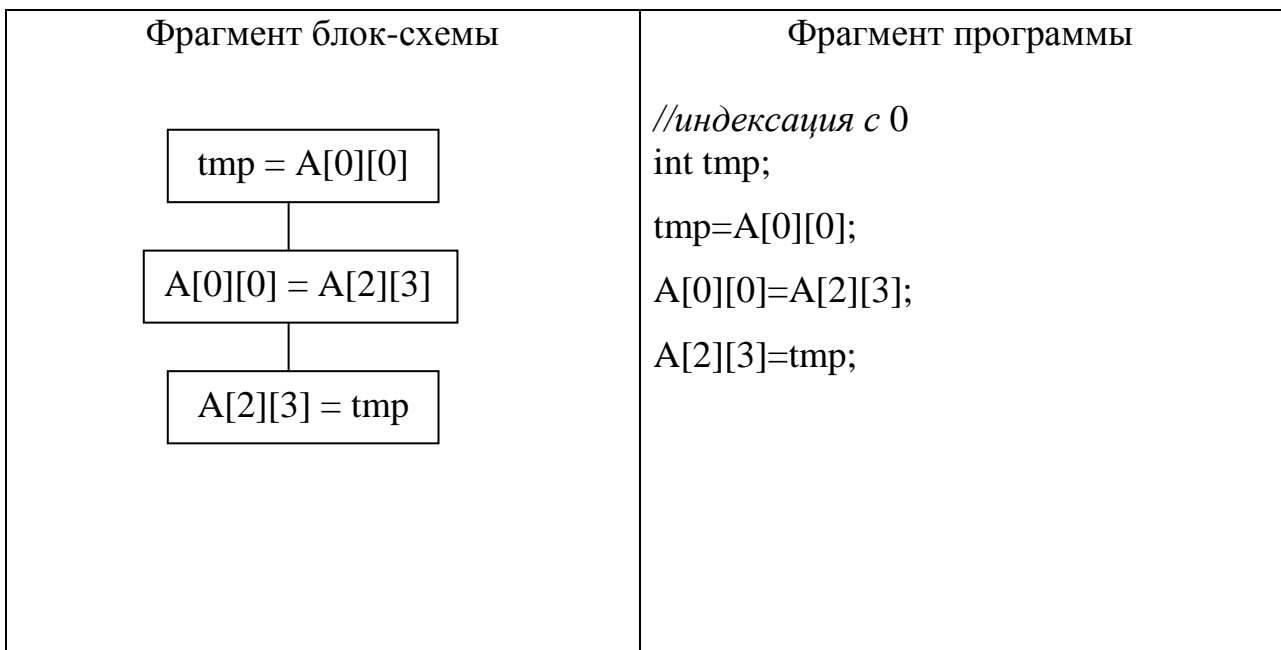 Фрагмент блок-схемы
tmp = A[0][0]
A[0][0] = A[2][3]
A[2][3] = tmp
Фрагмент программы
//индексация с 0
int tmp;
tmp=A[0][0];
A[0][0]=A[2][3];
A[2][3]=tmp;